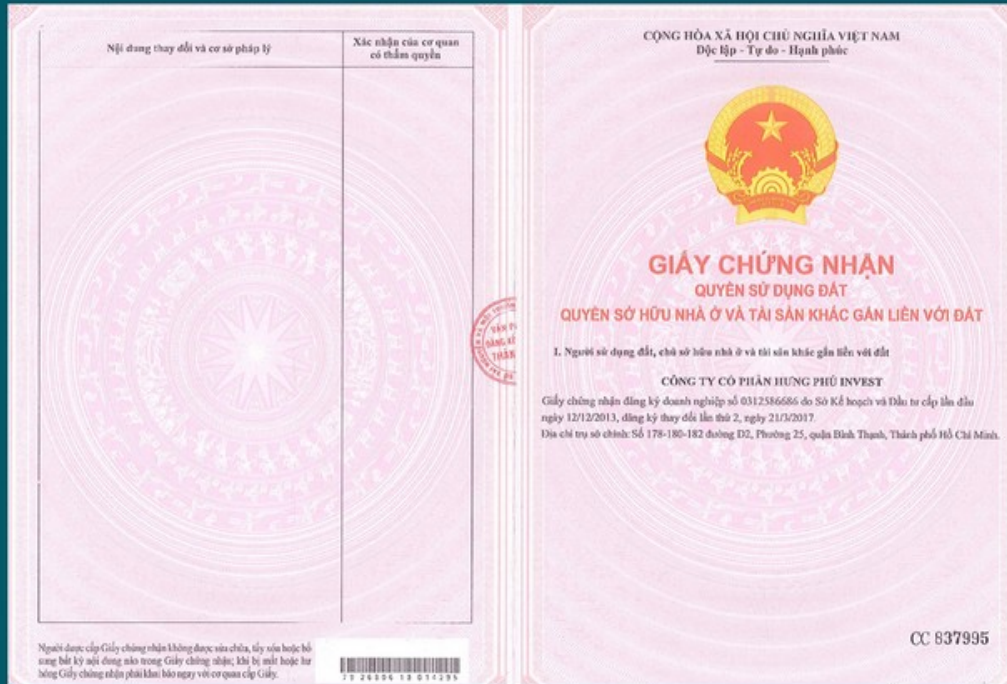 Nội dung thay đổi và cơ sở pháp lý
Xác nhận của cơ quan
có thẩm quyền
Người được cấp Giấy chứng nhận không được sửa chữa, tẩy xóa hoặc bổ
sung bất kỳ nội dung nào trong Giấy chứng nhận; khi bị mất hoặc hư
hỏng Giấy chứng nhận phải khai báo ngay với cơ quan cấp Giấy.
CỘNG HÒA XÃ HỘI CHỦ NGHĨA VIỆT NAM
Độc lập - Tự do - Hạnh phúc
GIẤY CHỨNG NHẬN
QUYỀN SỬ DỤNG ĐẤT
QUYỀN SỞ HỮU NHÀ Ở VÀ TÀI SẢN KHÁC GẮN LIỀN VỚI ĐẤT
I. Người sử dụng đất, chủ sở hữu nhà ở và tài sản khác gắn liền với đất
CÔNG TY CỔ PHẦN HƯNG PHÚ INVEST
Giấy chứng nhận đăng ký doanh nghiệp số 0312586686 do Sở Kế hoạch và Đầu tư cấp lần đầu
ngày 12/12/2013, đăng ký thay đổi lần thứ 2, ngày 21/3/2017.
Địa chỉ trụ sở chính: Số 178-180-182 đường D2, Phường 25, quận Bình Thạnh, Thành phố Hồ Chí Minh.
CC 837995